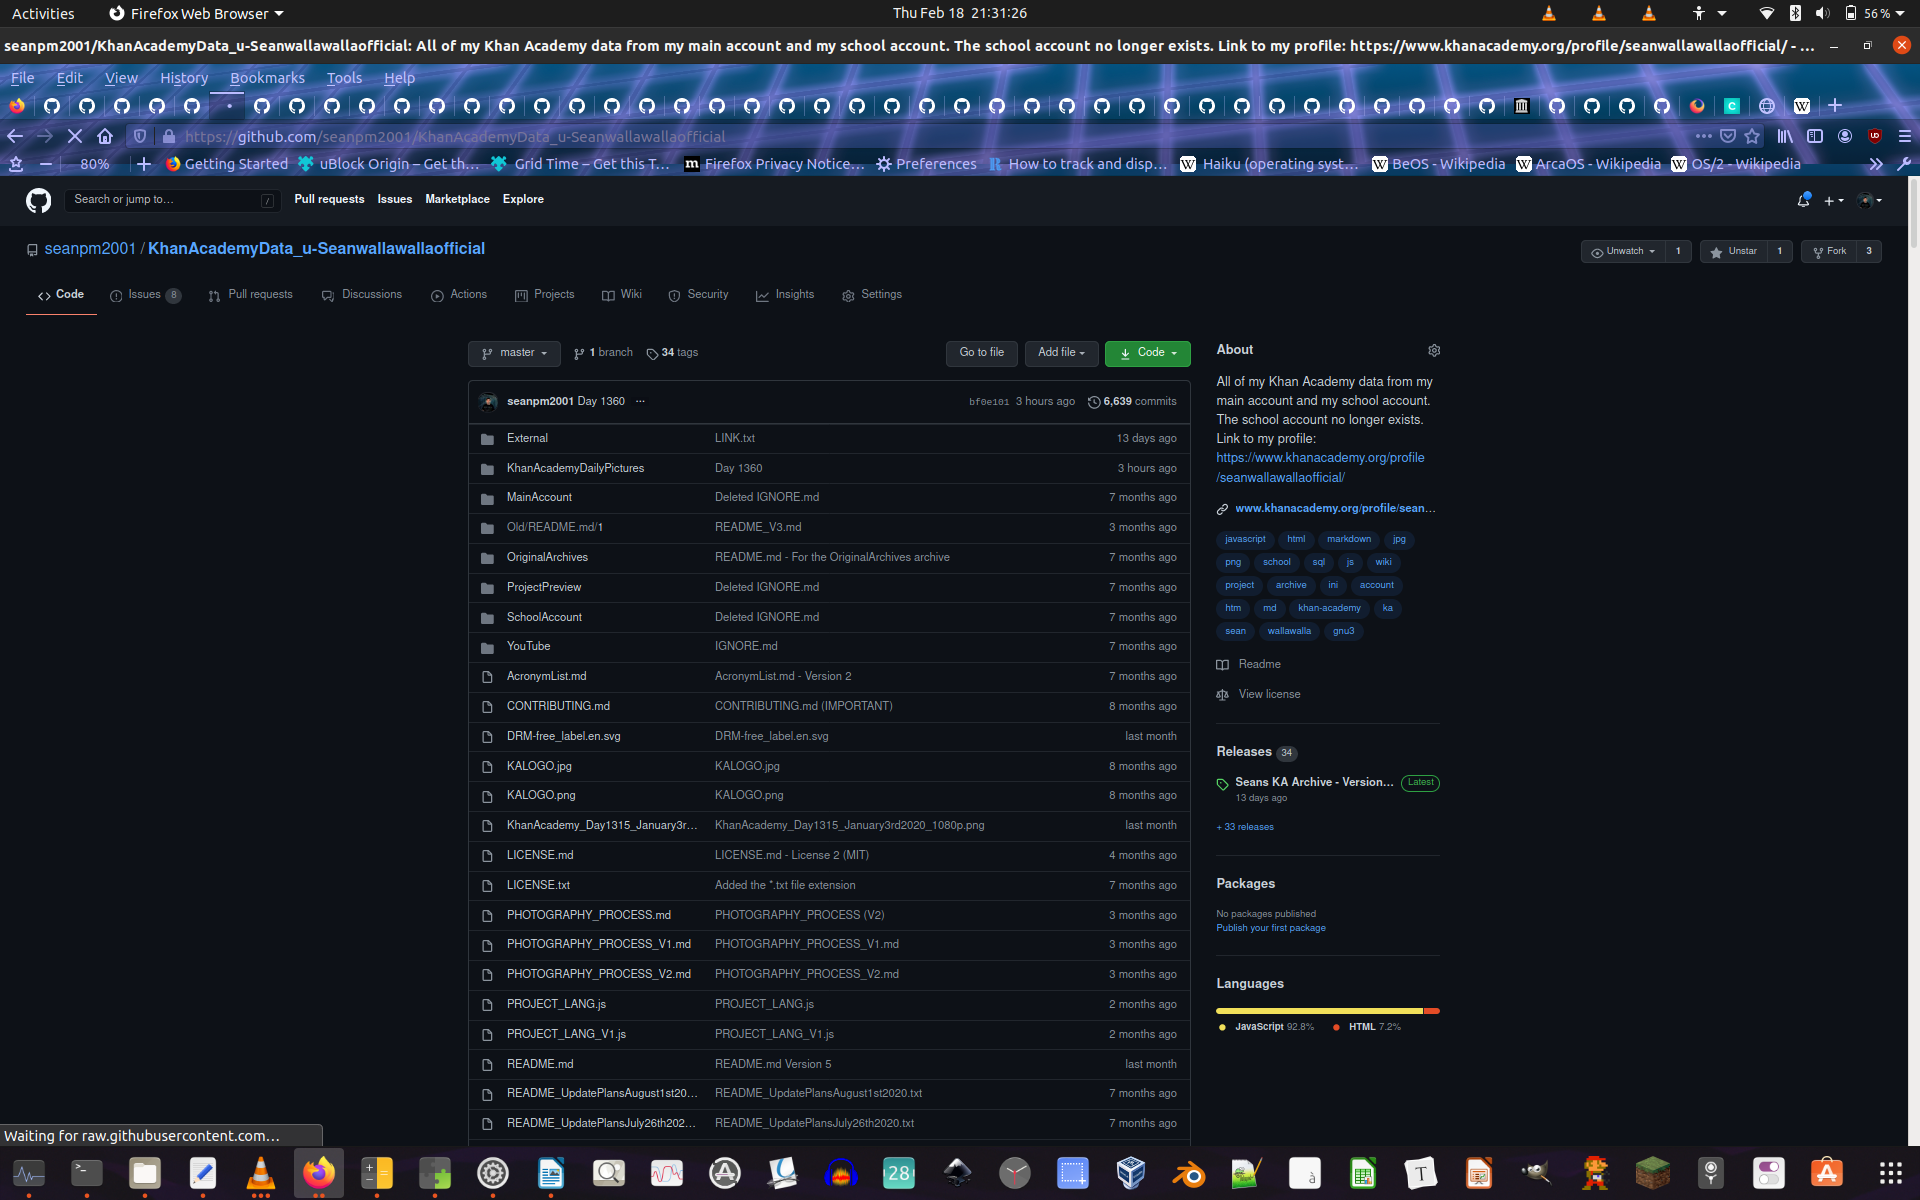 Activities
Firefox Web Browser
Thu Feb 18  21:31:26
56 %
seanpm2001/KhanAcademyData_u-Seanwallawallaofficial: All of my Khan Academy data from my main account and my school account. The school account no longer exists. Link to my profile: https://www.khanacademy.org/profile/seanwallawallaofficial/ - ...
File Edit View History Bookmarks Tools Help
https://github.com/seanpm2001/KhanAcademyData_u-Seanwallawallaofficial
80%
Getting Started
uBlock Origin – Get th…
Grid Time – Get this T…
Firefox Privacy Notice…
Preferences
How to track and disp…
Haiku (operating syst…
BeOS - Wikipedia
ArcaOS - Wikipedia
OS/2 - Wikipedia
Search or jump to…
/
Pull requests Issues Marketplace Explore
seanpm2001 / KhanAcademyData_u-Seanwallawallaofficial
Unwatch 1
Unstar 1
Fork 3
Code
Issues 8
Pull requests
Discussions
Actions
Projects
Wiki
Security
Insights
Settings
master
1 branch
34 tags
Go to file
Add file
Code
seanpm2001 Day 1360 ...
bf0e101 3 hours ago
6,639 commits
External LINK.txt 13 days ago
KhanAcademyDailyPictures Day 1360 3 hours ago
MainAccount Deleted IGNORE.md 7 months ago
Old/README.md/1 README_V3.md 3 months ago
OriginalArchives README.md - For the OriginalArchives archive 7 months ago
ProjectPreview Deleted IGNORE.md 7 months ago
SchoolAccount Deleted IGNORE.md 7 months ago
YouTube IGNORE.md 7 months ago
AcronymList.md AcronymList.md - Version 2 7 months ago
CONTRIBUTING.md CONTRIBUTING.md (IMPORTANT) 8 months ago
DRM-free_label.en.svg DRM-free_label.en.svg last month
KALOGO.jpg KALOGO.jpg 8 months ago
KALOGO.png KALOGO.png 8 months ago
KhanAcademy_Day1315_January3r… KhanAcademy_Day1315_January3rd2020_1080p.png last month
LICENSE.md LICENSE.md - License 2 (MIT) 4 months ago
LICENSE.txt Added the *.txt file extension 7 months ago
PHOTOGRAPHY_PROCESS.md PHOTOGRAPHY_PROCESS (V2) 3 months ago
PHOTOGRAPHY_PROCESS_V1.md PHOTOGRAPHY_PROCESS_V1.md 3 months ago
PHOTOGRAPHY_PROCESS_V2.md PHOTOGRAPHY_PROCESS_V2.md 3 months ago
PROJECT_LANG.js PROJECT_LANG.js 2 months ago
PROJECT_LANG_V1.js PROJECT_LANG_V1.js 2 months ago
README.md README.md Version 5 last month
README_UpdatePlansAugust1st20… README_UpdatePlansAugust1st2020.txt 7 months ago
README_UpdatePlansJuly26th202… README_UpdatePlansJuly26th2020.txt 7 months ago
About
All of my Khan Academy data from my
main account and my school account.
The school account no longer exists.
Link to my profile:
https://www.khanacademy.org/profile
/seanwallawallaofficial/
www.khanacademy.org/profile/sean…
javascript html markdown jpg
png school sql js wiki
project archive ini account
htm md khan-academy ka
sean wallawalla gnu3
Readme
View license
Releases 34
Seans KA Archive - Version… Latest
13 days ago
+ 33 releases
Packages
No packages published
Publish your first package
Languages
JavaScript 92.8% HTML 7.2%
Waiting for raw.githubusercontent.com…
28